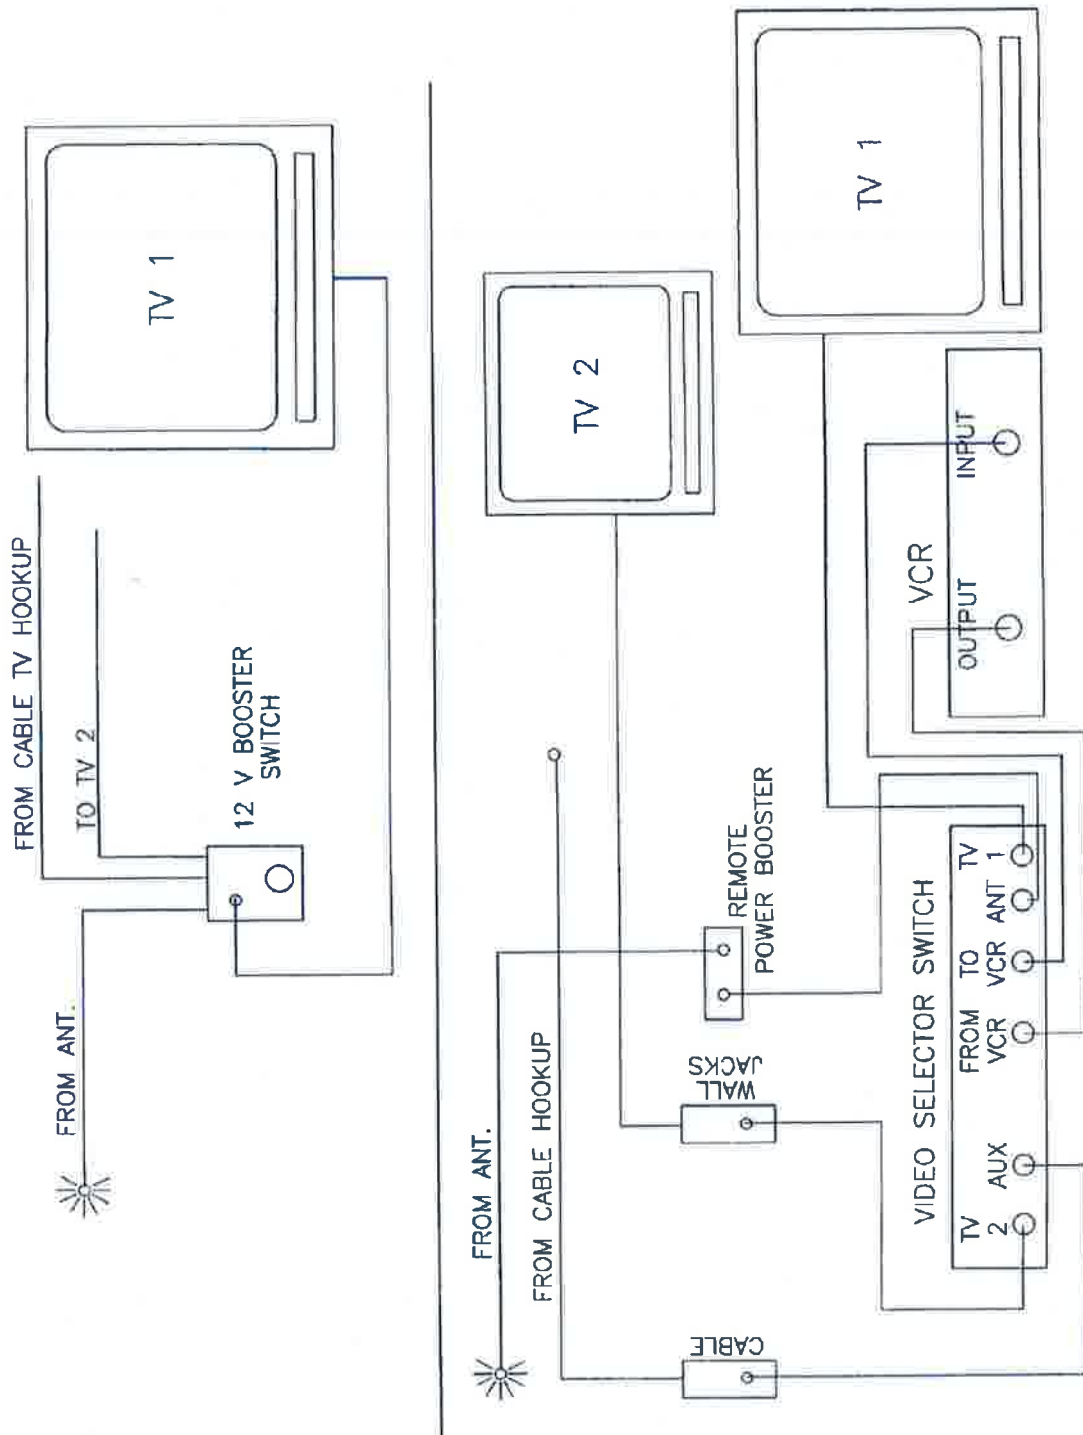 FROM CABLE TV HOOKUP
TO TV 2
FROM ANT.
12 V BOOSTER
SWITCH
TV 1
FROM ANT.
FROM CABLE HOOKUP
TV 2
REMOTE
POWER BOOSTER
WALL
JACKS
CABLE
TV 1
VIDEO SELECTOR SWITCH
TV
2
AUX
FROM
VCR
TO
VCR
ANT
TV
1
VCR
OUTPUT
INPUT